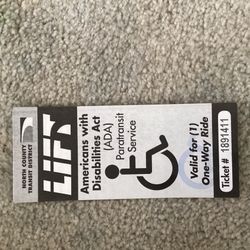 NORTH COUNTY
TRANSIT DISTRICT
LIFT
Americans with
Disabilities Act
(ADA)
Paratransit
Service
Valid for (1)
One-Way Ride
Ticket # 1891411